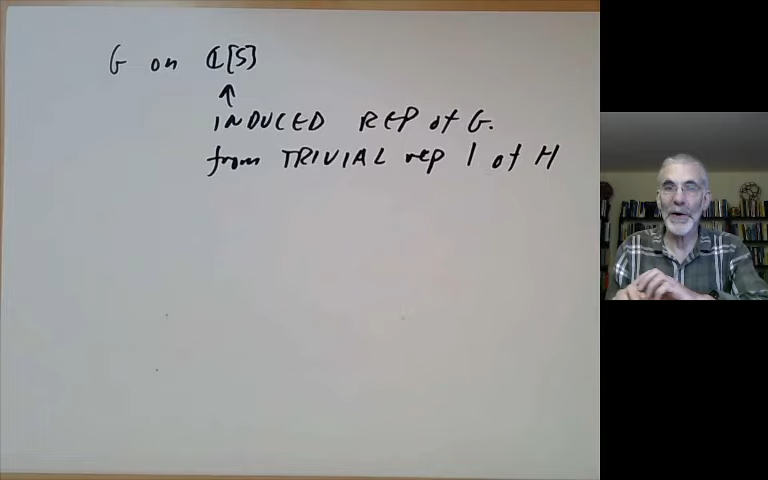 G on ℂ[S]
↑
INDUCED REP of G.
from TRIVIAL rep 1 of H